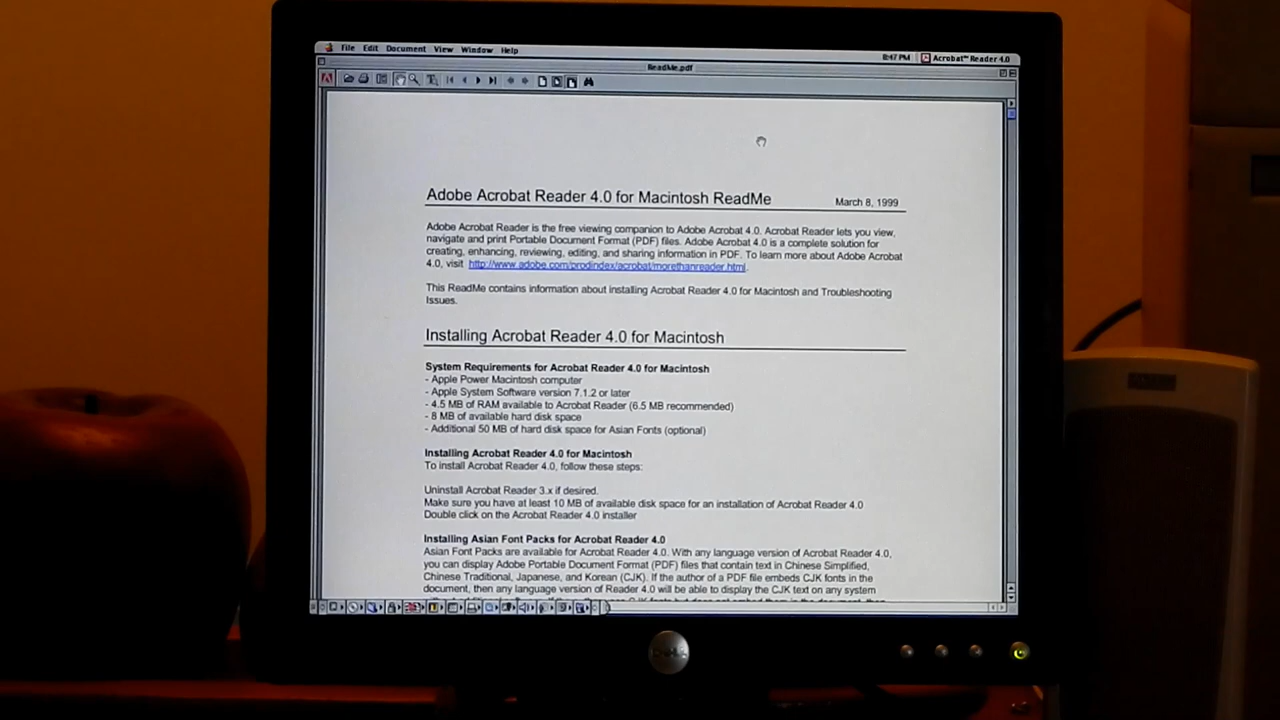 File Edit Document View Window Help
8:47 PM Acrobat™ Reader 4.0
ReadMe.pdf
Adobe Acrobat Reader 4.0 for Macintosh ReadMe March 8, 1999
Adobe Acrobat Reader is the free viewing companion to Adobe Acrobat 4.0. Acrobat Reader lets you view,
navigate and print Portable Document Format (PDF) files. Adobe Acrobat 4.0 is a complete solution for
creating, enhancing, reviewing, editing, and sharing information in PDF. To learn more about Adobe Acrobat
4.0, visit http://www.adobe.com/prodindex/acrobat/morethanreader.html.
This ReadMe contains information about installing Acrobat Reader 4.0 for Macintosh and Troubleshooting
Issues.
Installing Acrobat Reader 4.0 for Macintosh
System Requirements for Acrobat Reader 4.0 for Macintosh
- Apple Power Macintosh computer
- Apple System Software version 7.1.2 or later
- 4.5 MB of RAM available to Acrobat Reader (6.5 MB recommended)
- 8 MB of available hard disk space
- Additional 50 MB of hard disk space for Asian Fonts (optional)
Installing Acrobat Reader 4.0 for Macintosh
To install Acrobat Reader 4.0, follow these steps:
Uninstall Acrobat Reader 3.x if desired.
Make sure you have at least 10 MB of available disk space for an installation of Acrobat Reader 4.0
Double click on the Acrobat Reader 4.0 installer
Installing Asian Font Packs for Acrobat Reader 4.0
Asian Font Packs are available for Acrobat Reader 4.0. With any language version of Acrobat Reader 4.0,
you can display Adobe Portable Document Format (PDF) files that contain text in Chinese Simplified,
Chinese Traditional, Japanese, and Korean (CJK). If the author of a PDF file embeds CJK fonts in the
document, then any language version of Reader 4.0 will be able to display the CJK text on any system
DELL